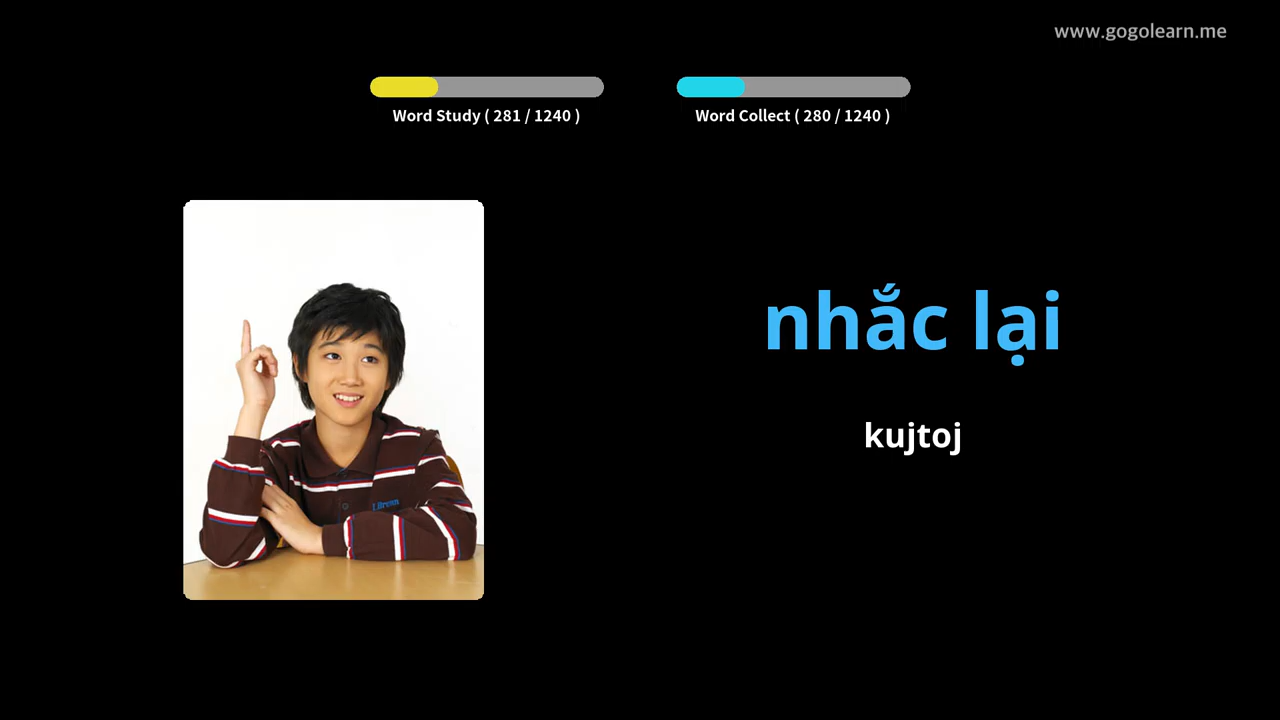 www.gogolearn.me
Word Study ( 281 / 1240 )
Word Collect ( 280 / 1240 )
nhắc lại
kujtoj